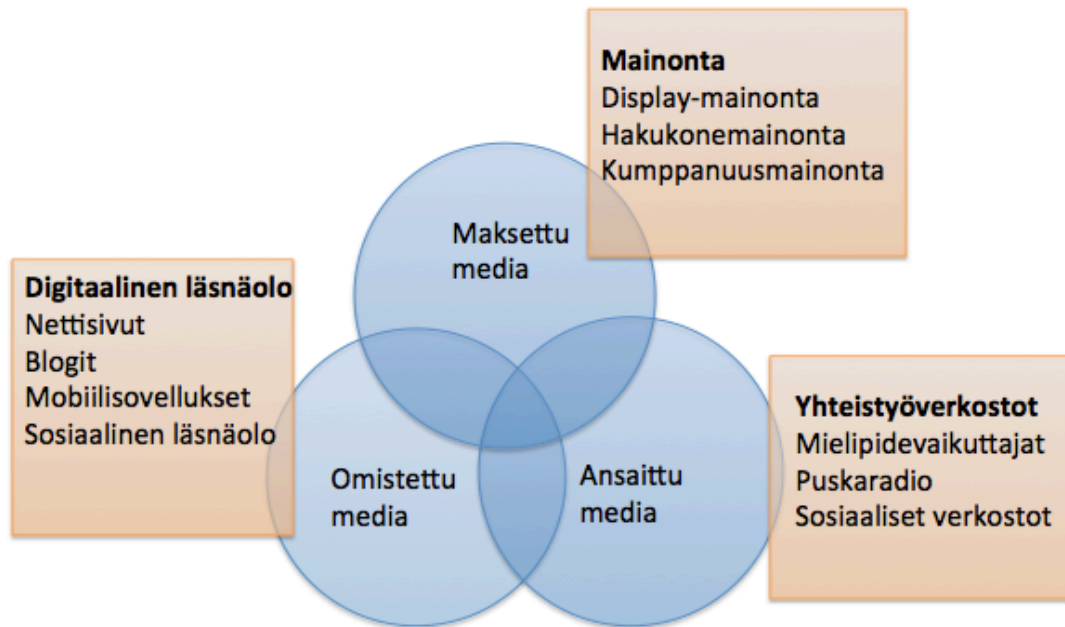 Mainonta
Display-mainonta
Hakukonemainonta
Kumppanuusmainonta
Maksettu
media
Digitaalinen läsnäolo
Nettisivut
Blogit
Mobiilisovellukset
Sosiaalinen läsnäolo
Omistettu
media
Ansaittu
media
Yhteistyöverkostot
Mielipidevaikuttajat
Puskaradio
Sosiaaliset verkostot